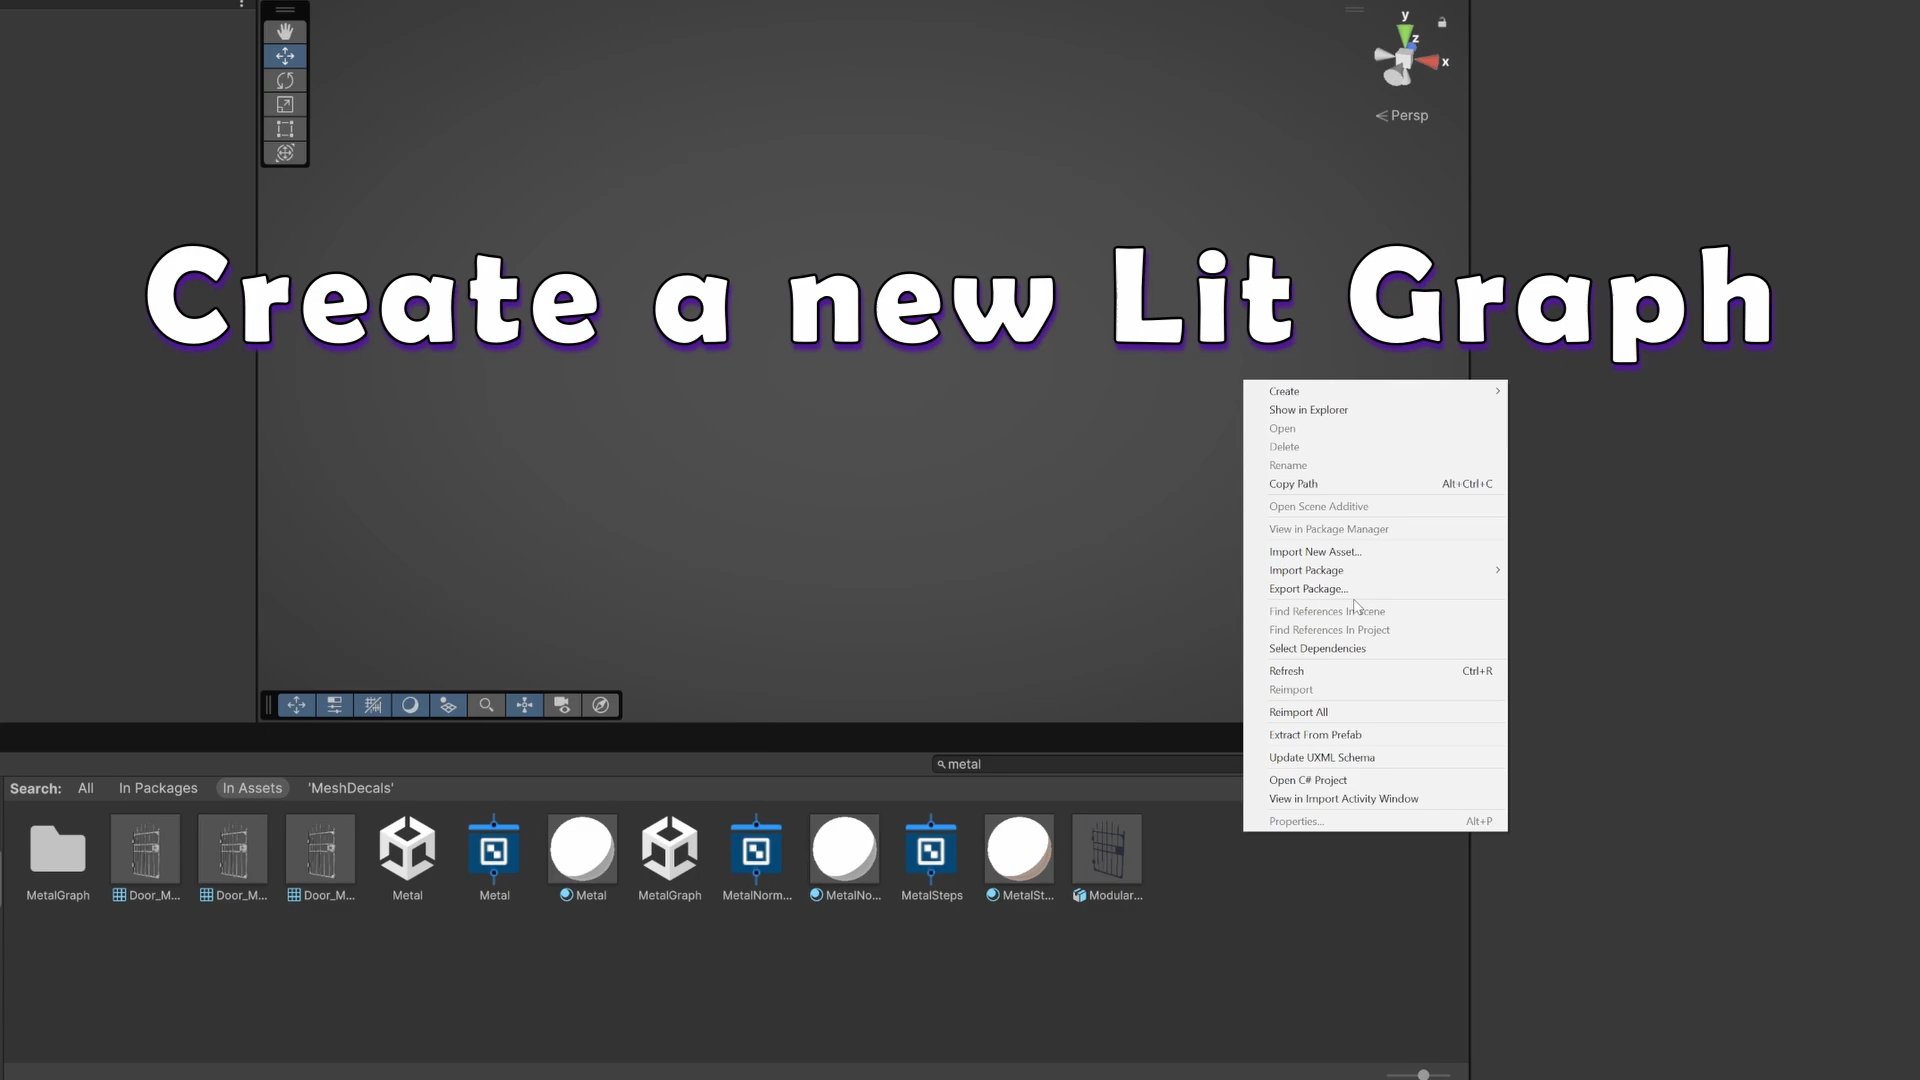 y
z
x
Persp
Create a new Lit Graph
Create
Show in Explorer
Open
Delete
Rename
Copy Path Alt+Ctrl+C
Open Scene Additive
View in Package Manager
Import New Asset...
Import Package
Export Package...
Find References In Scene
Find References In Project
Select Dependencies
Refresh Ctrl+R
Reimport
Reimport All
Extract From Prefab
Update UXML Schema
Open C# Project
View in Import Activity Window
Properties... Alt+P
metal
Search: All In Packages In Assets 'MeshDecals'
MetalGraph Door_M... Door_M... Door_M... Metal Metal Metal MetalGraph MetalNorm... MetalNo... MetalSteps MetalSt... Modular...